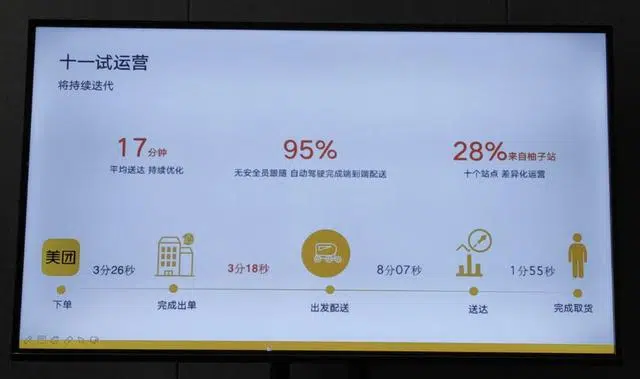 十一试运营
将持续迭代
17分钟
平均送达 持续优化
95%
无安全员跟随 自动驾驶完成端到端配送
28%来自柚子站
十个站点 差异化运营
美团
3分26秒
3分18秒
8分07秒
1分55秒
下单
完成出单
出发配送
送达
完成取货